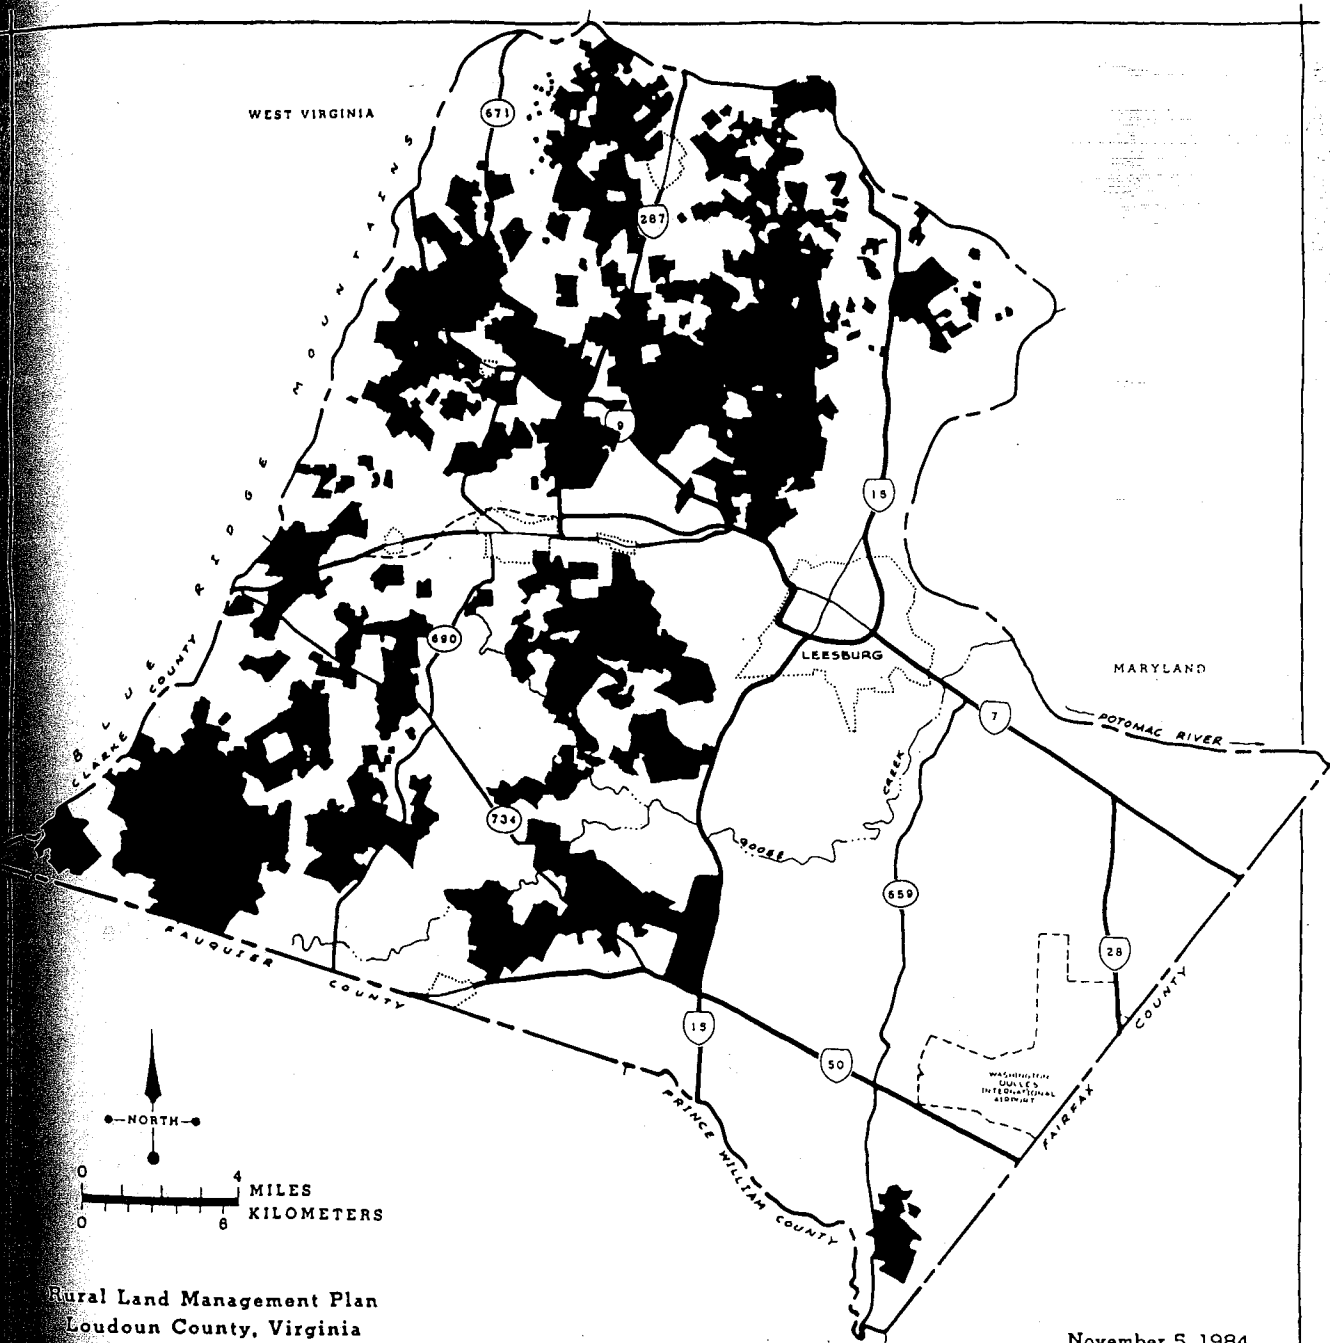 WEST VIRGINIA
671
287
9
15
BLUE RIDGE MOUNTAINS
CLARKE COUNTY
690
LEESBURG
MARYLAND
7
POTOMAC RIVER
GOOSE CREEK
734
659
28
FAUQUIER COUNTY
15
50
WASHINGTON
DULLES
INTERNATIONAL
AIRPORT
FAIRFAX COUNTY
PRINCE WILLIAM COUNTY
NORTH
0 4 MILES
0 6 KILOMETERS
Rural Land Management Plan
Loudoun County, Virginia
November 5, 1984